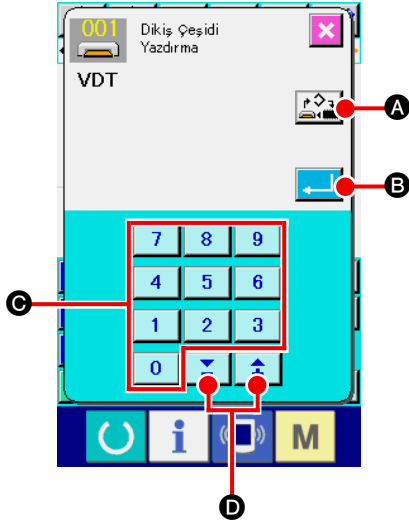 001 Dikiş Çeşidi
Yazdırma
VDT
A
B
7 8 9
4 5 6
C
1 2 3
0
i M
D